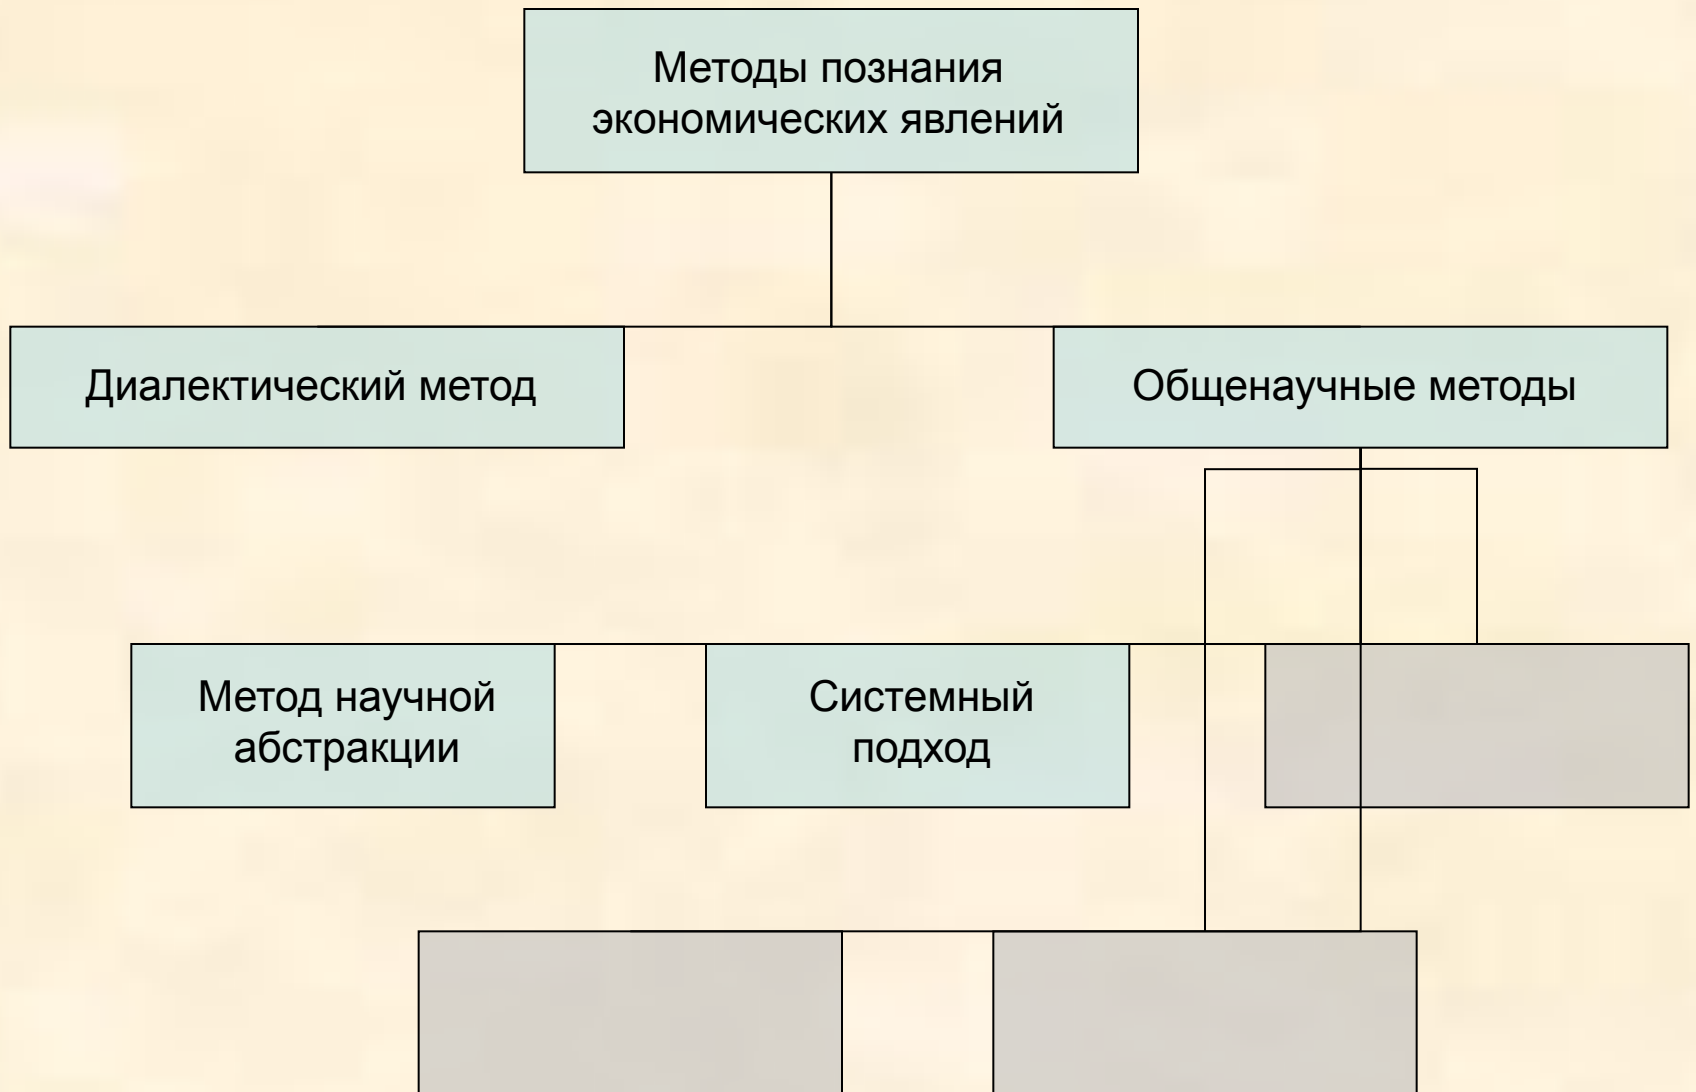 Методы познания
экономических явлений
Диалектический метод
Общенаучные методы
Метод научной
абстракции
Системный
подход